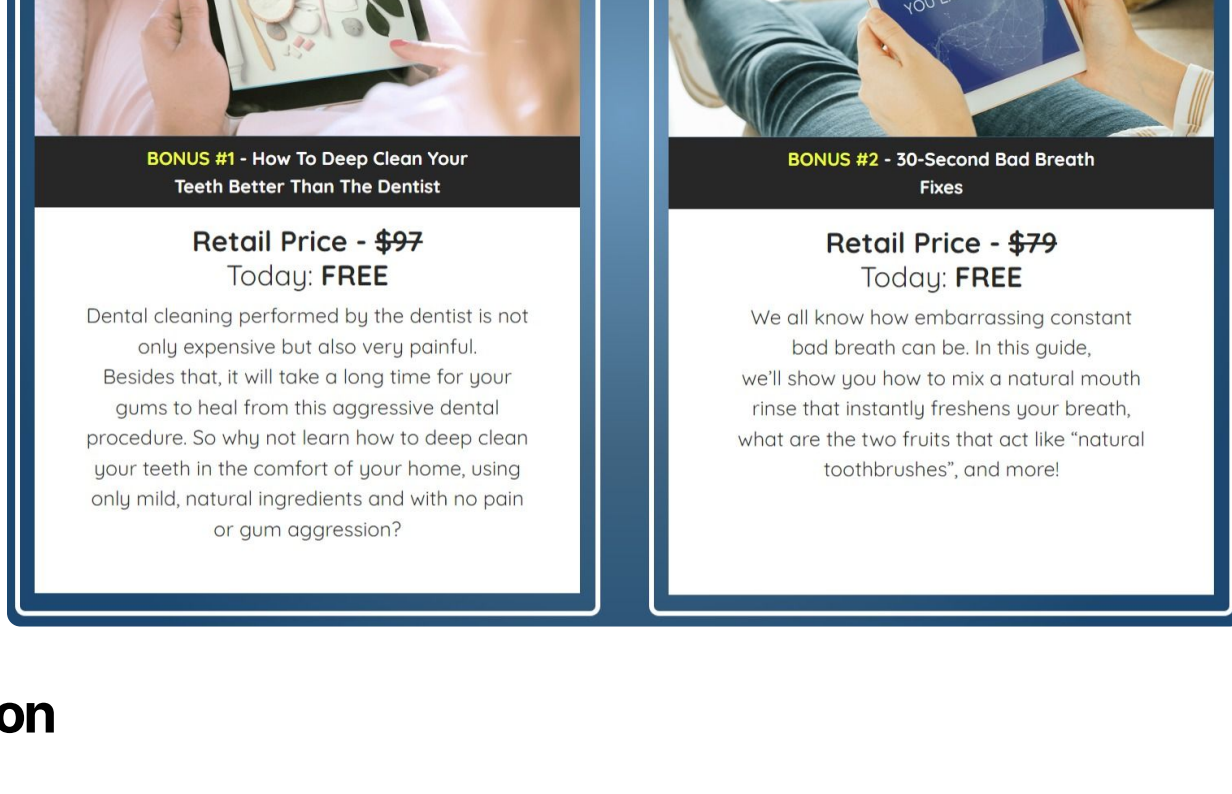 YOU
BONUS #1 - How To Deep Clean Your
Teeth Better Than The Dentist
Retail Price - $97
Today: FREE
Dental cleaning performed by the dentist is not
only expensive but also very painful.
Besides that, it will take a long time for your
gums to heal from this aggressive dental
procedure. So why not learn how to deep clean
your teeth in the comfort of your home, using
only mild, natural ingredients and with no pain
or gum aggression?
BONUS #2 - 30-Second Bad Breath
Fixes
Retail Price - $79
Today: FREE
We all know how embarrassing constant
bad breath can be. In this guide,
we’ll show you how to mix a natural mouth
rinse that instantly freshens your breath,
what are the two fruits that act like “natural
toothbrushes”, and more!
on